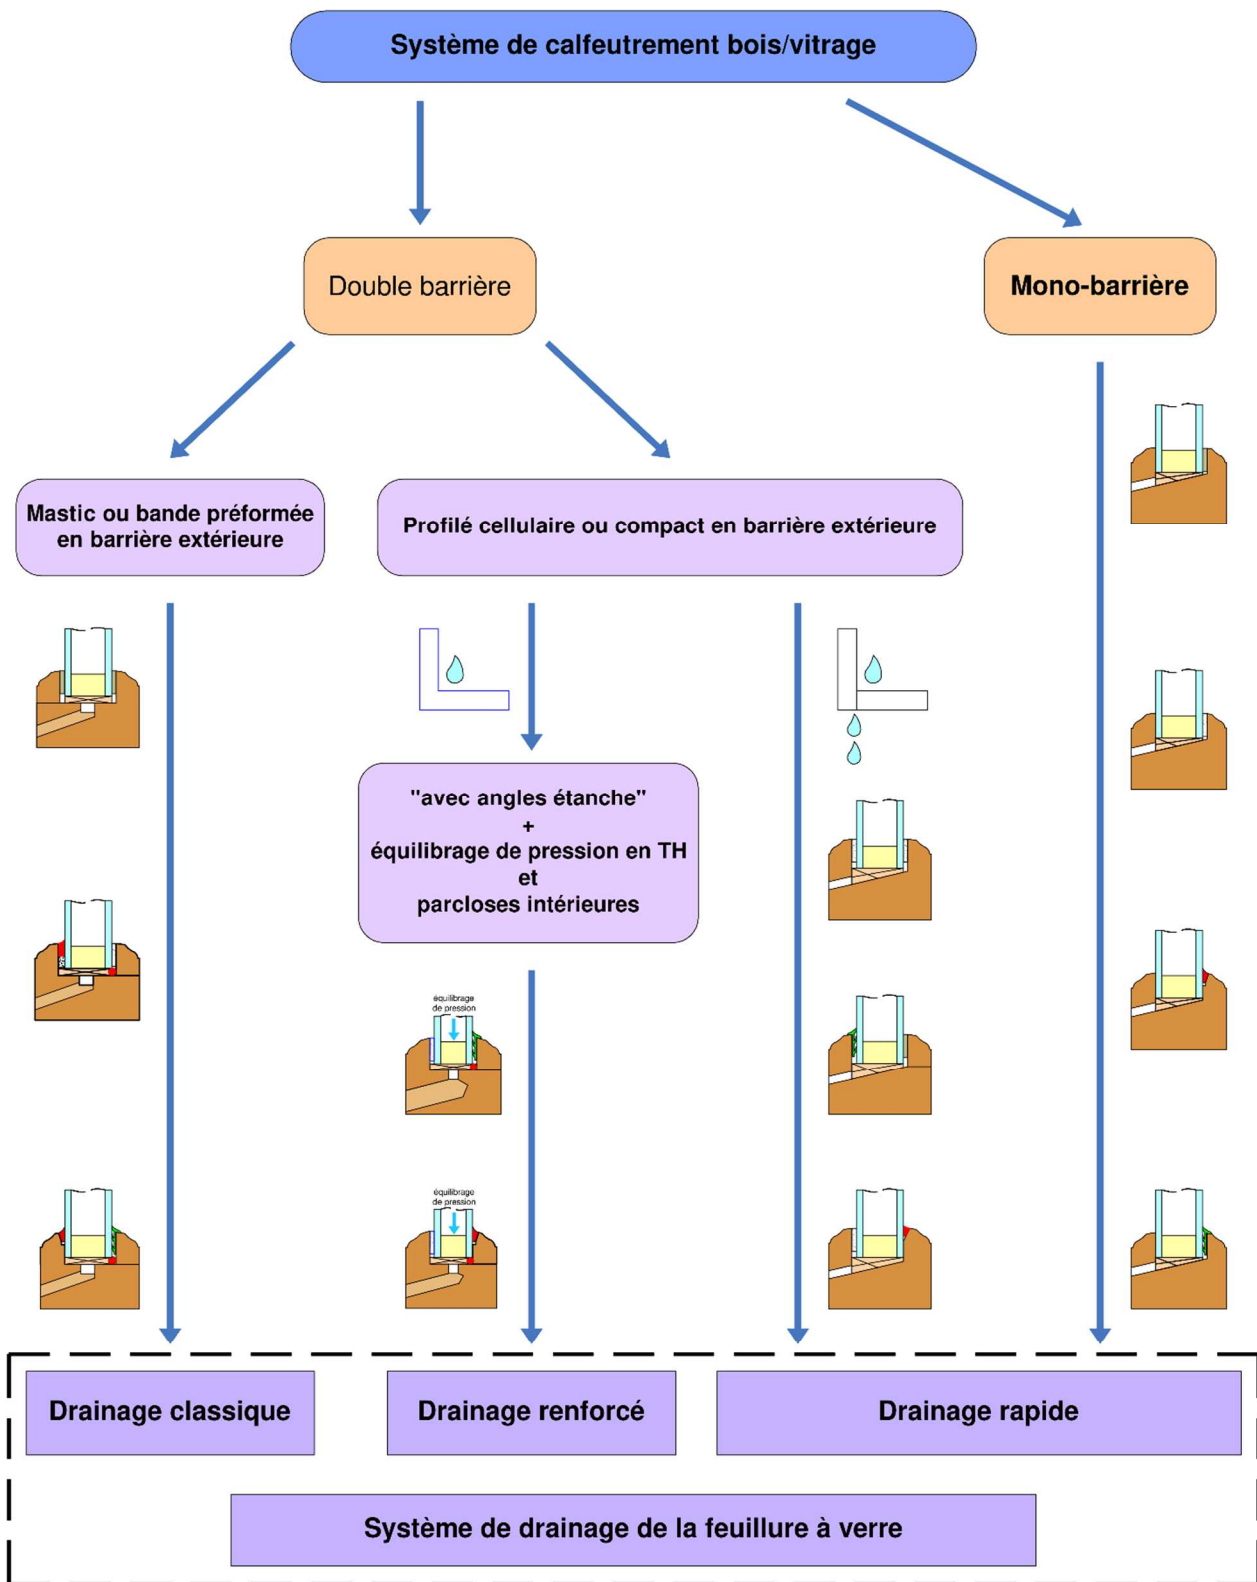 Système de calfeutrement bois/vitrage
Double barrière
Mono-barrière
Mastic ou bande préformée
en barrière extérieure
Profilé cellulaire ou compact en barrière extérieure
"avec angles étanche"
+
équilibrage de pression en TH
et
parcloses intérieures
équilibrage
de pression
équilibrage
de pression
Drainage classique
Drainage renforcé
Drainage rapide
Système de drainage de la feuillure à verre